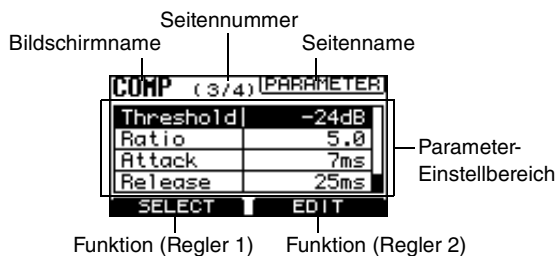 Seitennummer
Bildschirmname
Seitenname
COMP (3/4) PARAMETER
Threshold -24dB
Ratio 5.0
Attack 7ms
Release 25ms
SELECT EDIT
Parameter-
Einstellbereich
Funktion (Regler 1) Funktion (Regler 2)